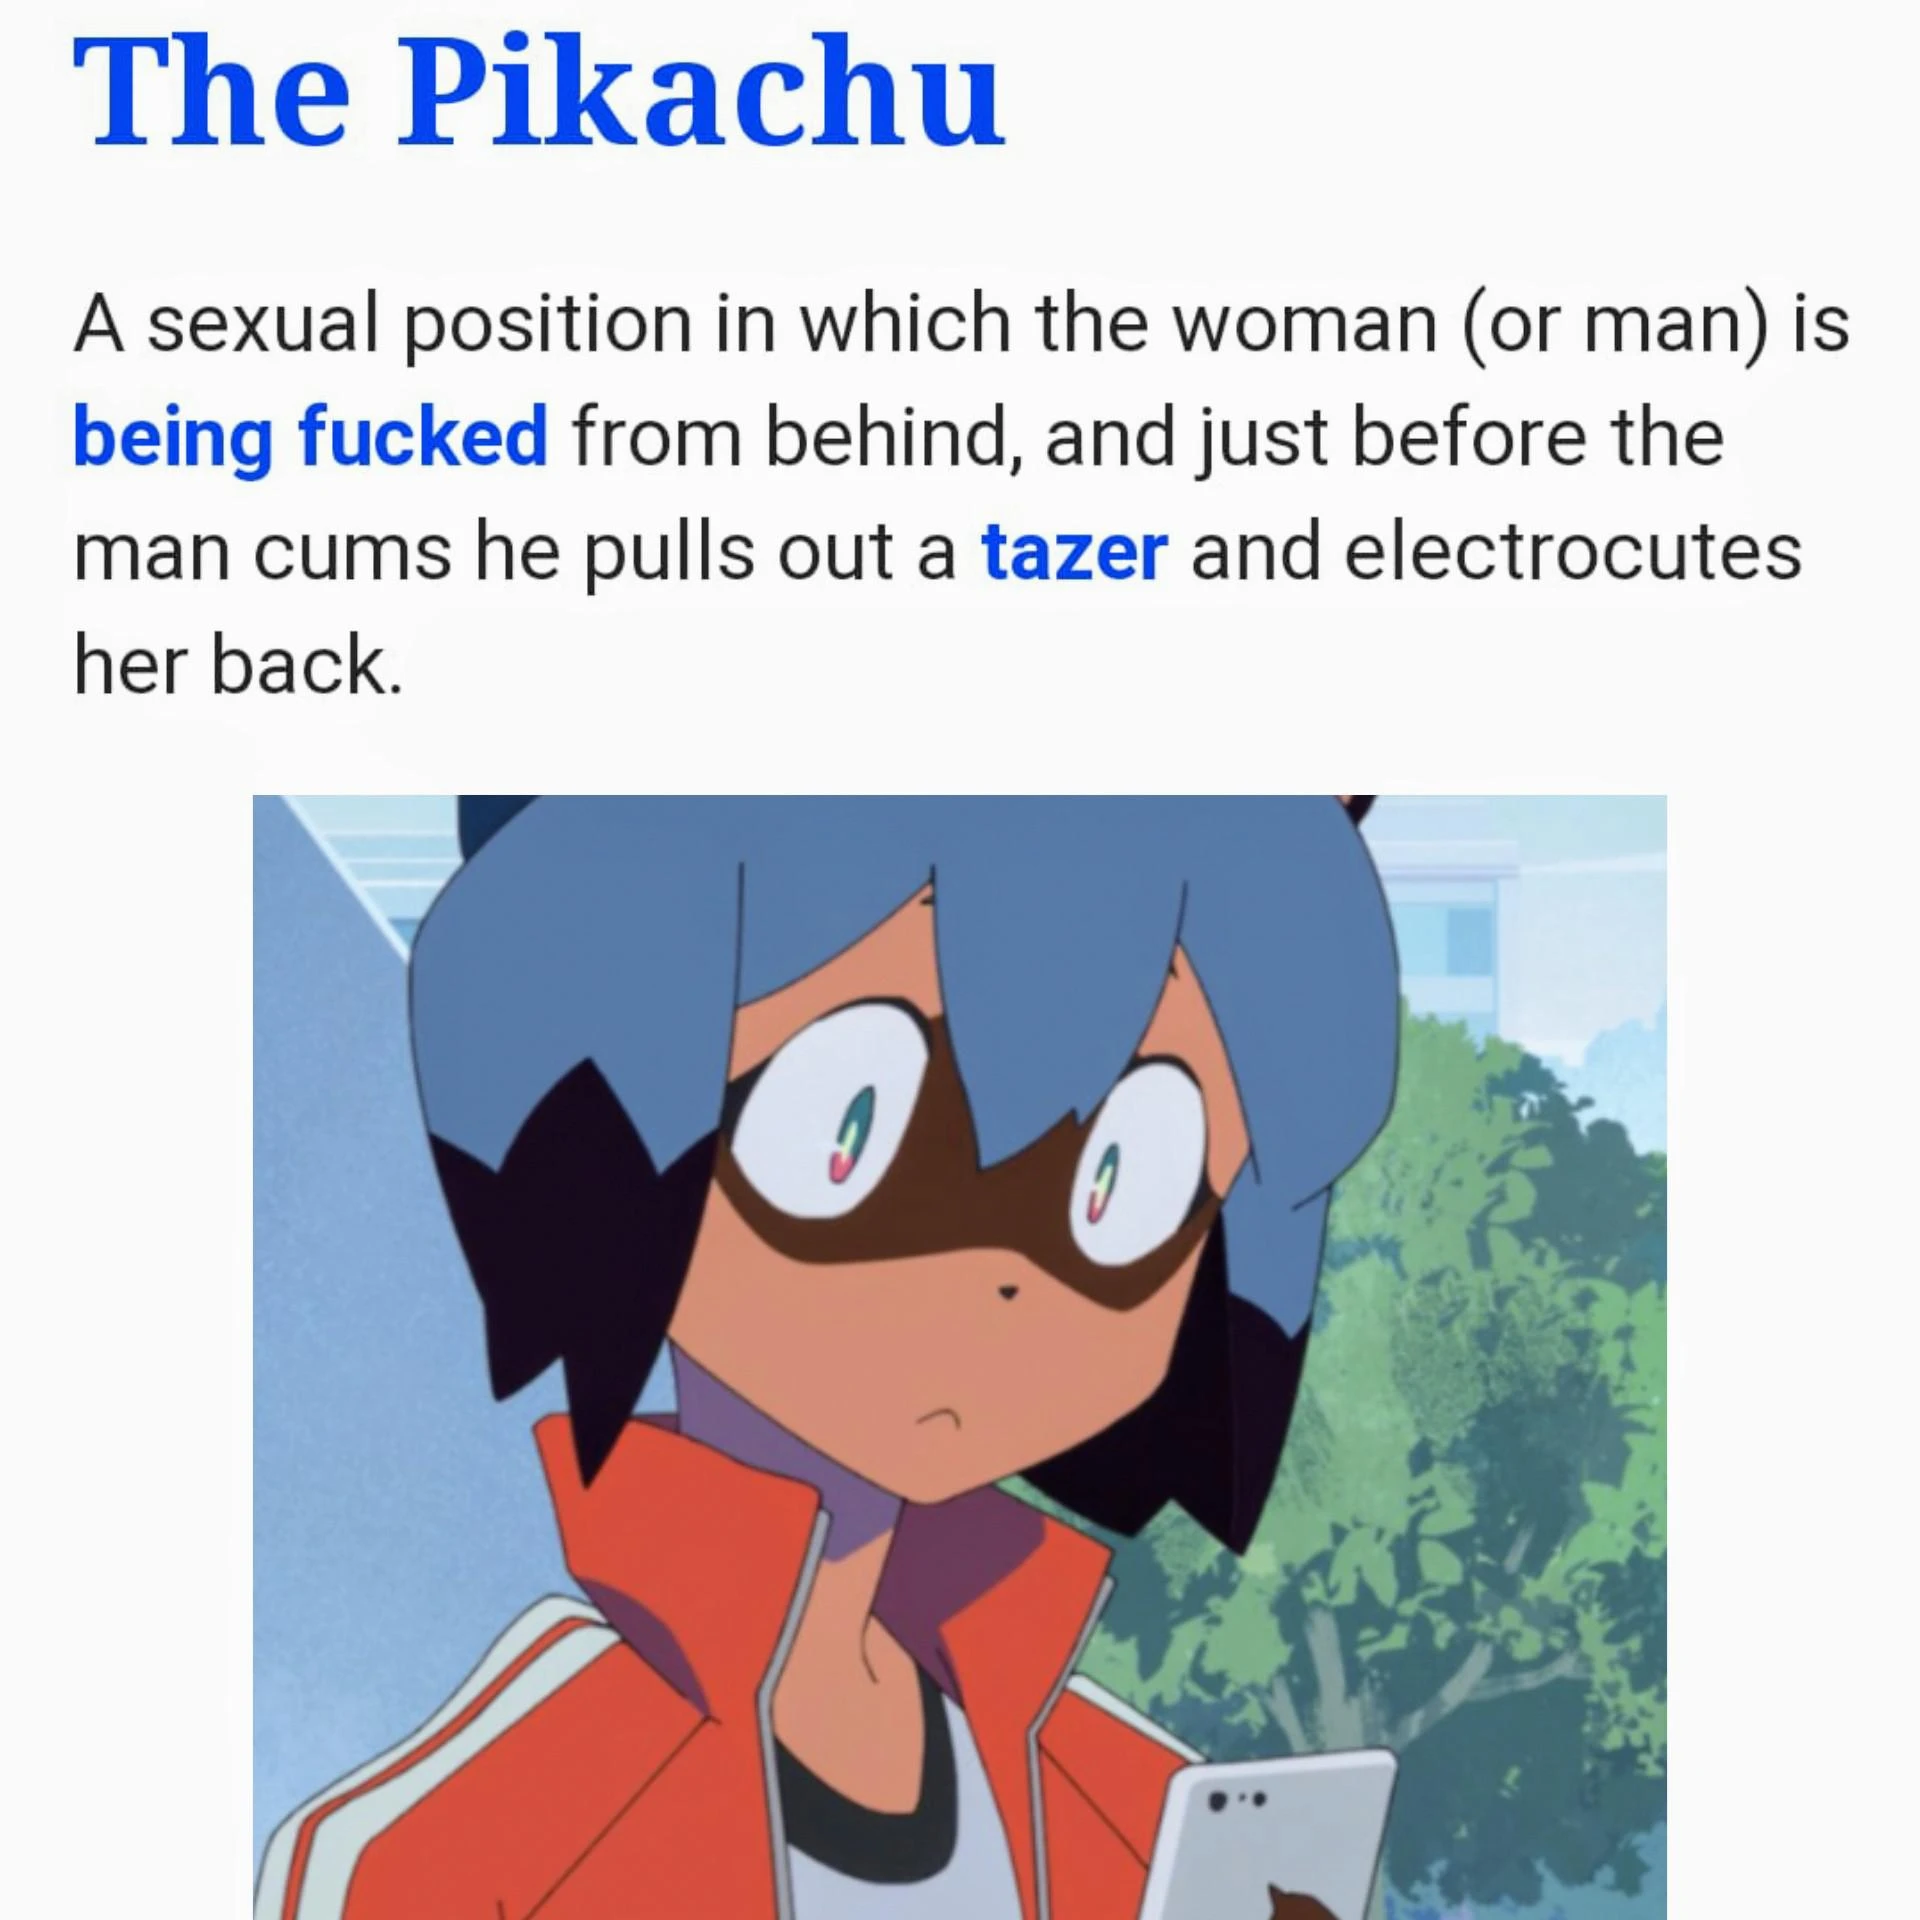 The Pikachu
A sexual position in which the woman (or man) is
being fucked from behind, and just before the
man cums he pulls out a tazer and electrocutes
her back.